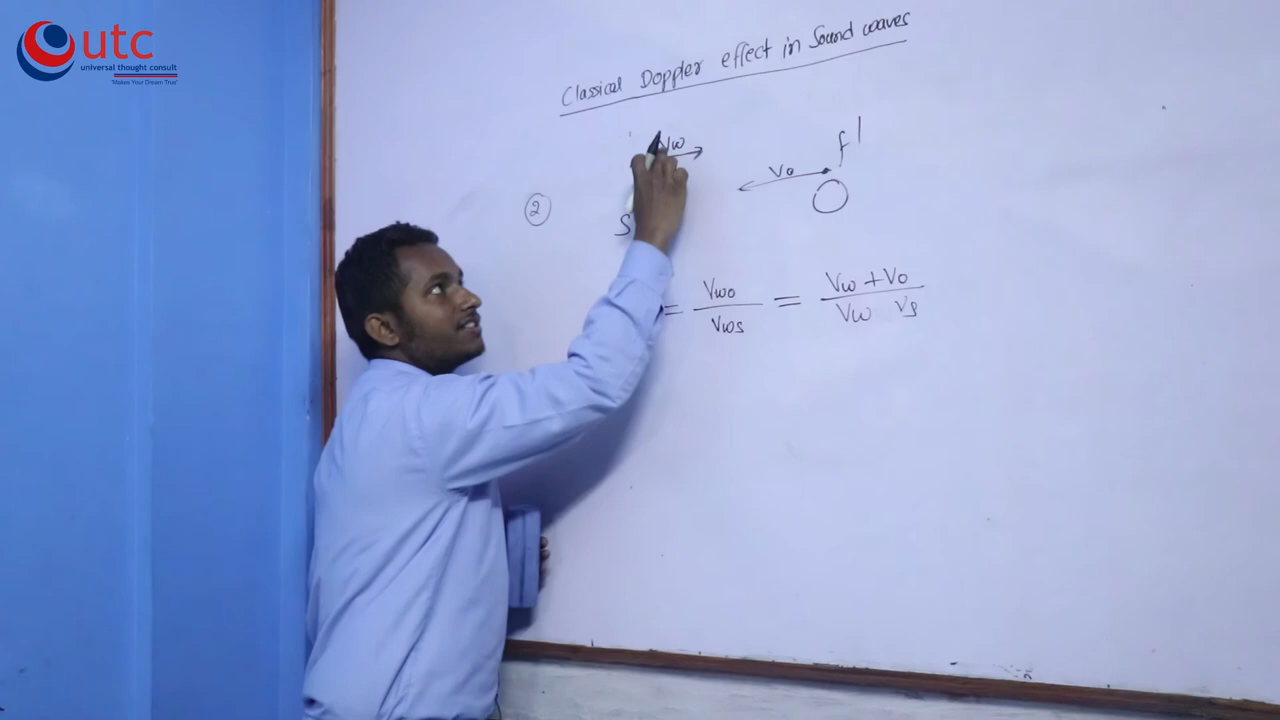 utc
universal thought consult
"Makes Your Dream True"
Classical Doppler effect in Sound waves
Vw
f'
Vo
②
S
= Vwo / Vws = Vw + Vo / Vw Vs